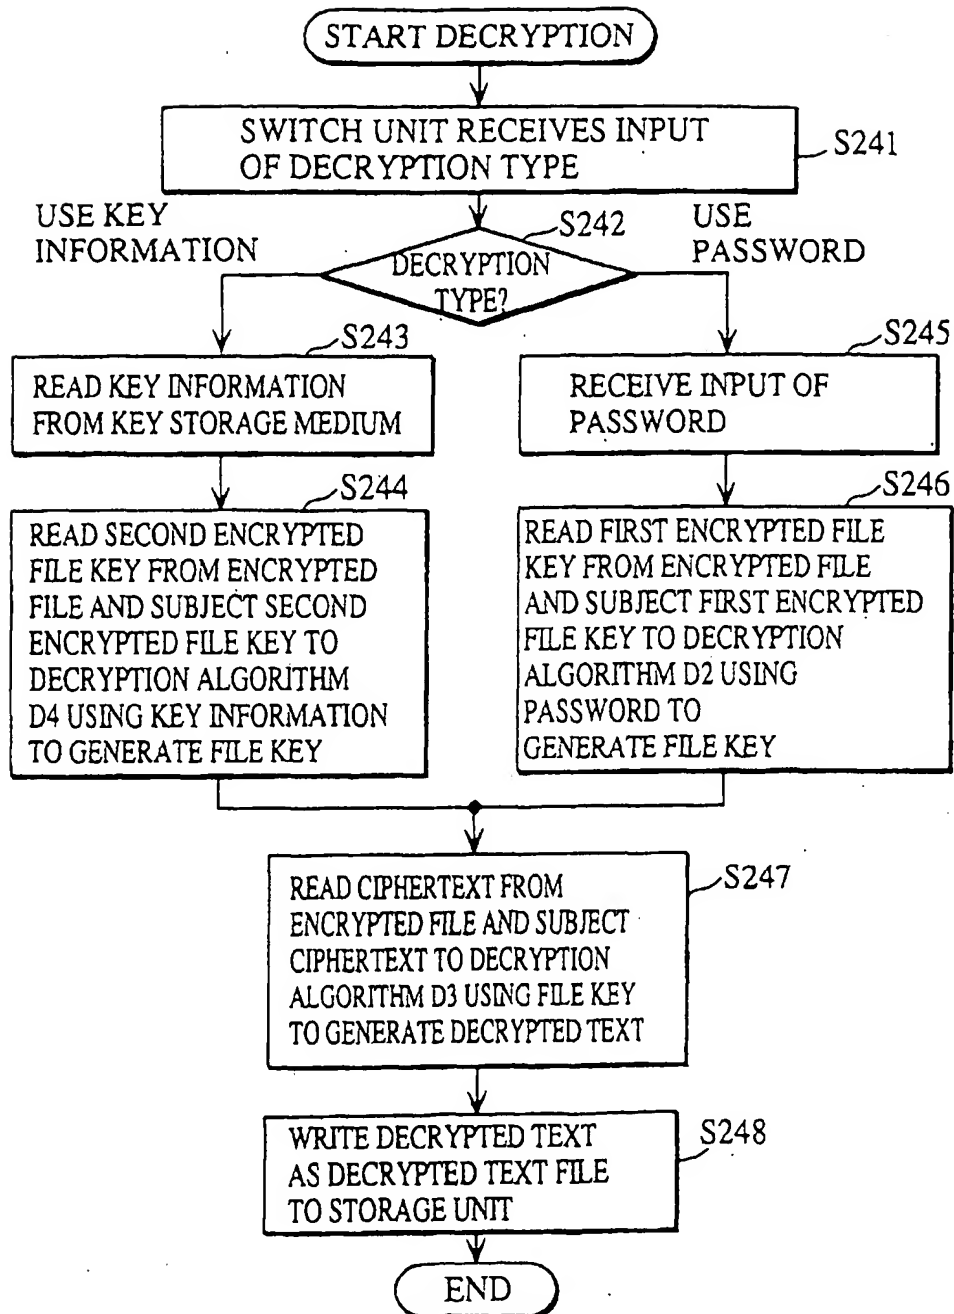 START DECRYPTION
SWITCH UNIT RECEIVES INPUT
OF DECRYPTION TYPE
S241
USE KEY
INFORMATION
S242
USE
PASSWORD
DECRYPTION
TYPE?
S243
READ KEY INFORMATION
FROM KEY STORAGE MEDIUM
S245
RECEIVE INPUT OF
PASSWORD
S244
READ SECOND ENCRYPTED
FILE KEY FROM ENCRYPTED
FILE AND SUBJECT SECOND
ENCRYPTED FILE KEY TO
DECRYPTION ALGORITHM
D4 USING KEY INFORMATION
TO GENERATE FILE KEY
S246
READ FIRST ENCRYPTED FILE
KEY FROM ENCRYPTED FILE
AND SUBJECT FIRST ENCRYPTED
FILE KEY TO DECRYPTION
ALGORITHM D2 USING
PASSWORD TO
GENERATE FILE KEY
S247
READ CIPHERTEXT FROM
ENCRYPTED FILE AND SUBJECT
CIPHERTEXT TO DECRYPTION
ALGORITHM D3 USING FILE KEY
TO GENERATE DECRYPTED TEXT
S248
WRITE DECRYPTED TEXT
AS DECRYPTED TEXT FILE
TO STORAGE UNIT
END